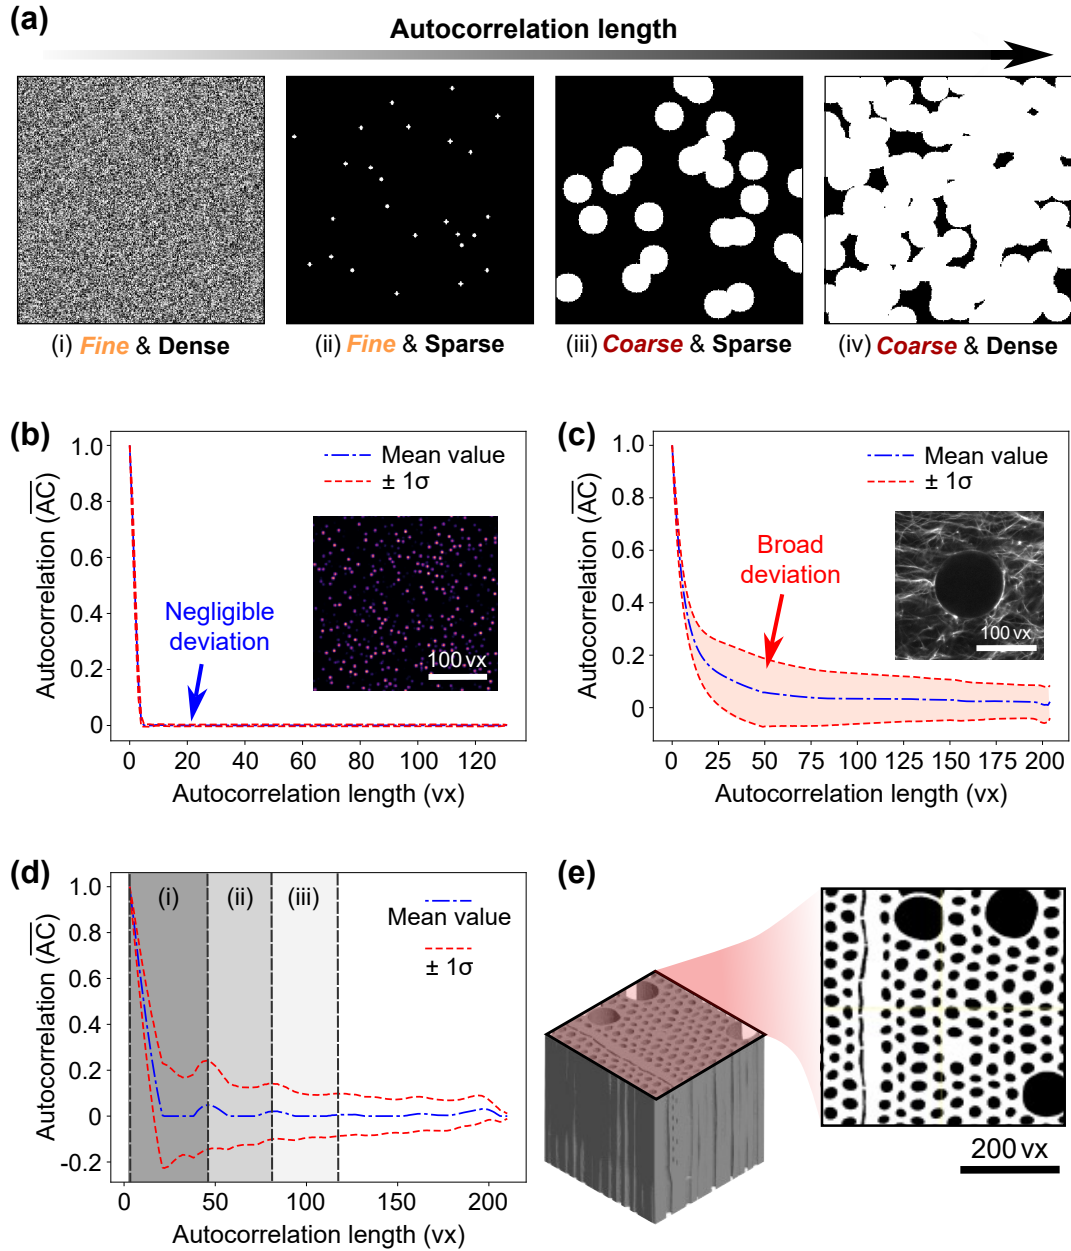 (a)
Autocorrelation length
(i) Fine & Dense
(ii) Fine & Sparse
(iii) Coarse & Sparse
(iv) Coarse & Dense
(b)
1.0
0.8
0.6
0.4
0.2
0
Autocorrelation (AC)
Mean value
± 1σ
Negligible
deviation
100 vx
0 20 40 60 80 100 120
Autocorrelation length (vx)
(c)
1.0
0.8
0.6
0.4
0.2
0
Autocorrelation (AC)
Mean value
± 1σ
Broad
deviation
100 vx
0 25 50 75 100 125 150 175 200
Autocorrelation length (vx)
(d)
1.0
0.8
0.6
0.4
0.2
0
-0.2
Autocorrelation (AC)
(i) (ii) (iii)
Mean value
± 1σ
0 50 100 150 200
Autocorrelation length (vx)
(e)
200 vx